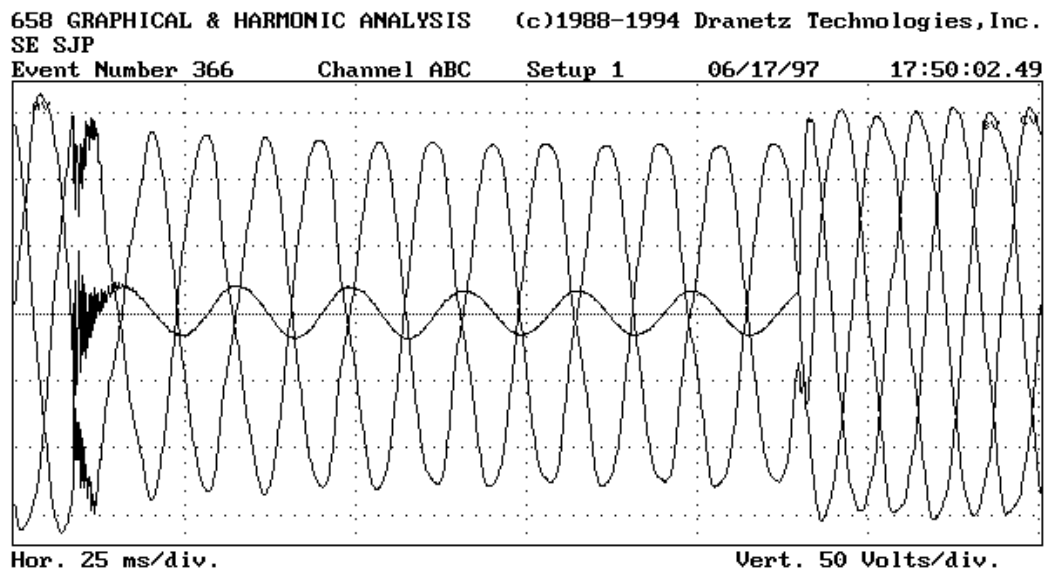 658 GRAPHICAL & HARMONIC ANALYSIS (c)1988-1994 Dranetz Technologies,Inc.
SE SJP
Event Number 366 Channel ABC Setup 1 06/17/97 17:50:02.49
Hor. 25 ms/div. Vert. 50 Volts/div.